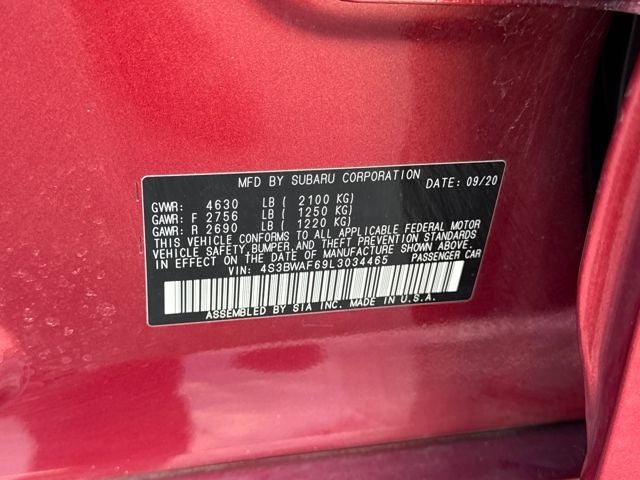 MFD BY SUBARU CORPORATION DATE: 09/20
GVWR: 4630 LB ( 2100 KG)
GAWR: F 2756 LB ( 1250 KG)
GAWR: R 2690 LB ( 1220 KG)
THIS VEHICLE CONFORMS TO ALL APPLICABLE FEDERAL MOTOR
VEHICLE SAFETY, BUMPER, AND THEFT PREVENTION STANDARDS
IN EFFECT ON THE DATE OF MANUFACTURE SHOWN ABOVE.
VIN: 4S3BWAF69L3034465 PASSENGER CAR
ASSEMBLED BY SIA INC. MADE IN U.S.A.